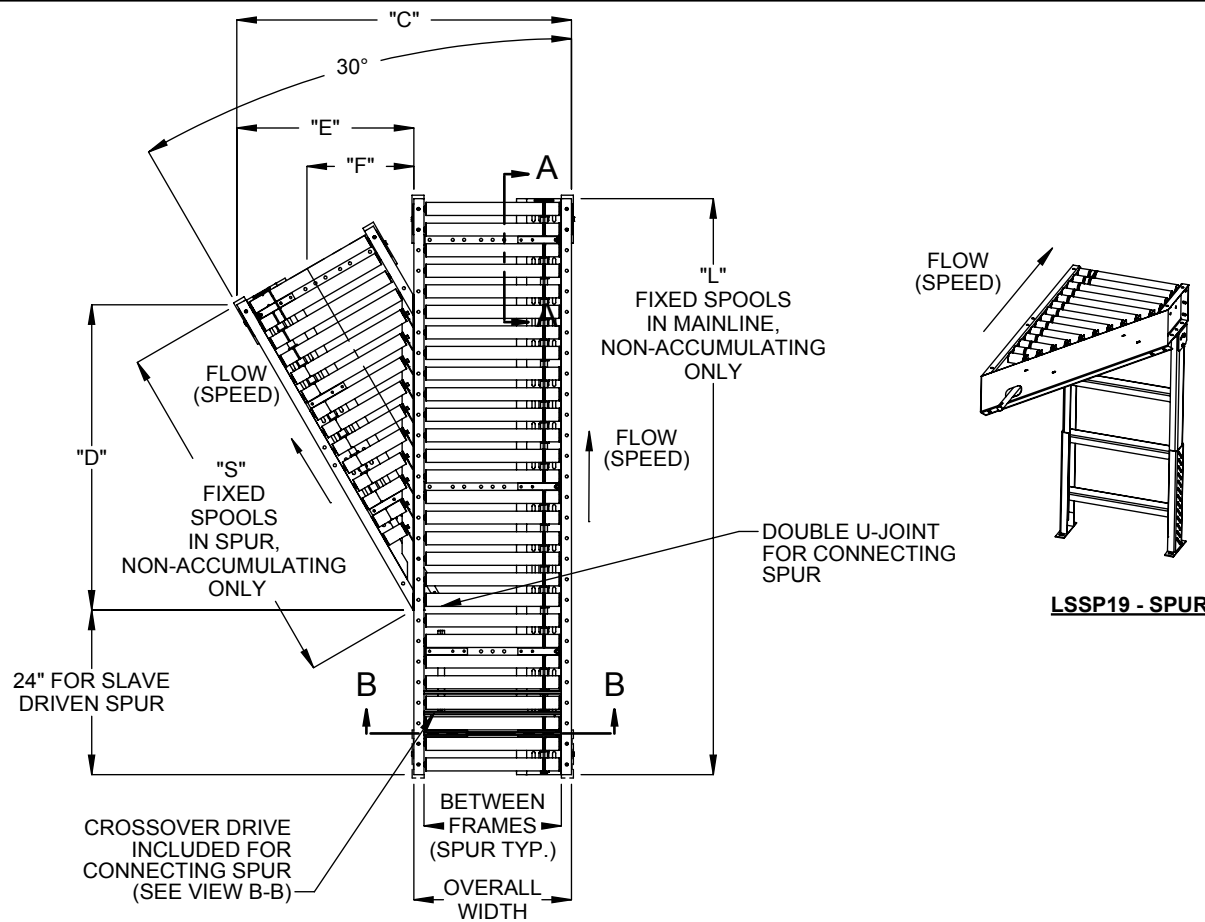 "C"
30°
"E"
"F"
A
"L"
FIXED SPOOLS
IN MAINLINE,
NON-ACCUMULATING
ONLY
A
FLOW
(SPEED)
FLOW
(SPEED)
"D"
"S"
FIXED
SPOOLS
IN SPUR,
NON-ACCUMULATING
ONLY
FLOW
(SPEED)
DOUBLE U-JOINT
FOR CONNECTING
SPUR
LSSP19 - SPUR
24" FOR SLAVE
DRIVEN SPUR
B
B
CROSSOVER DRIVE
INCLUDED FOR
CONNECTING SPUR
(SEE VIEW B-B)
BETWEEN
FRAMES
(SPUR TYP.)
OVERALL
WIDTH